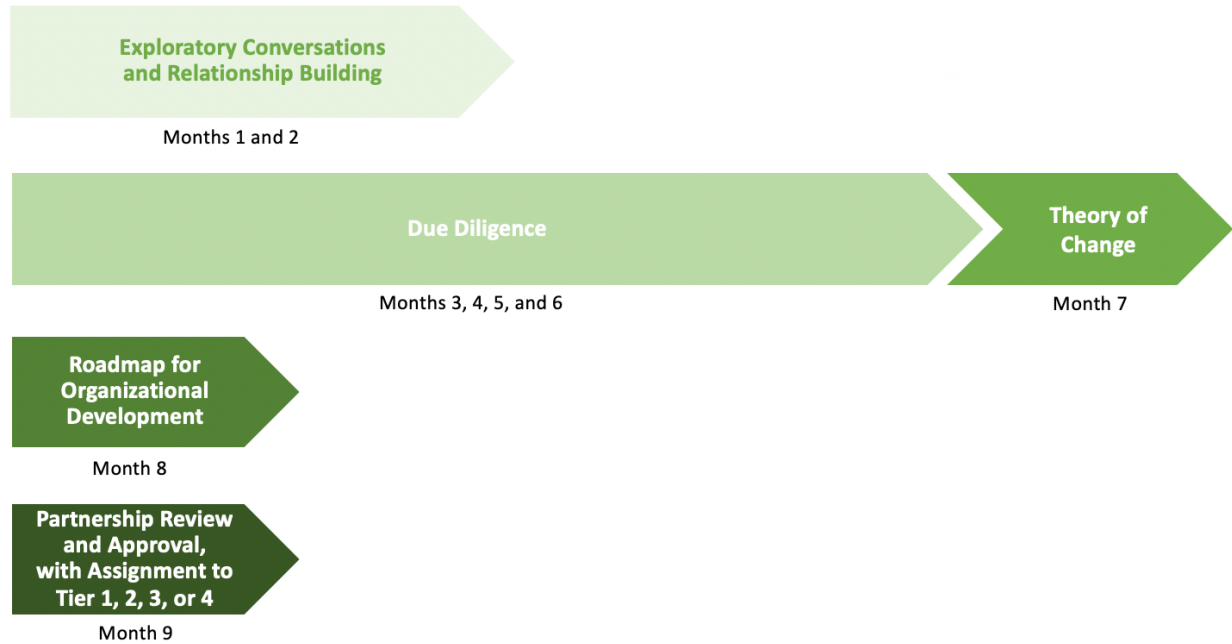 Exploratory Conversations
and Relationship Building
Months 1 and 2
Due Diligence
Months 3, 4, 5, and 6
Theory of
Change
Month 7
Roadmap for
Organizational
Development
Month 8
Partnership Review
and Approval,
with Assignment to
Tier 1, 2, 3, or 4
Month 9